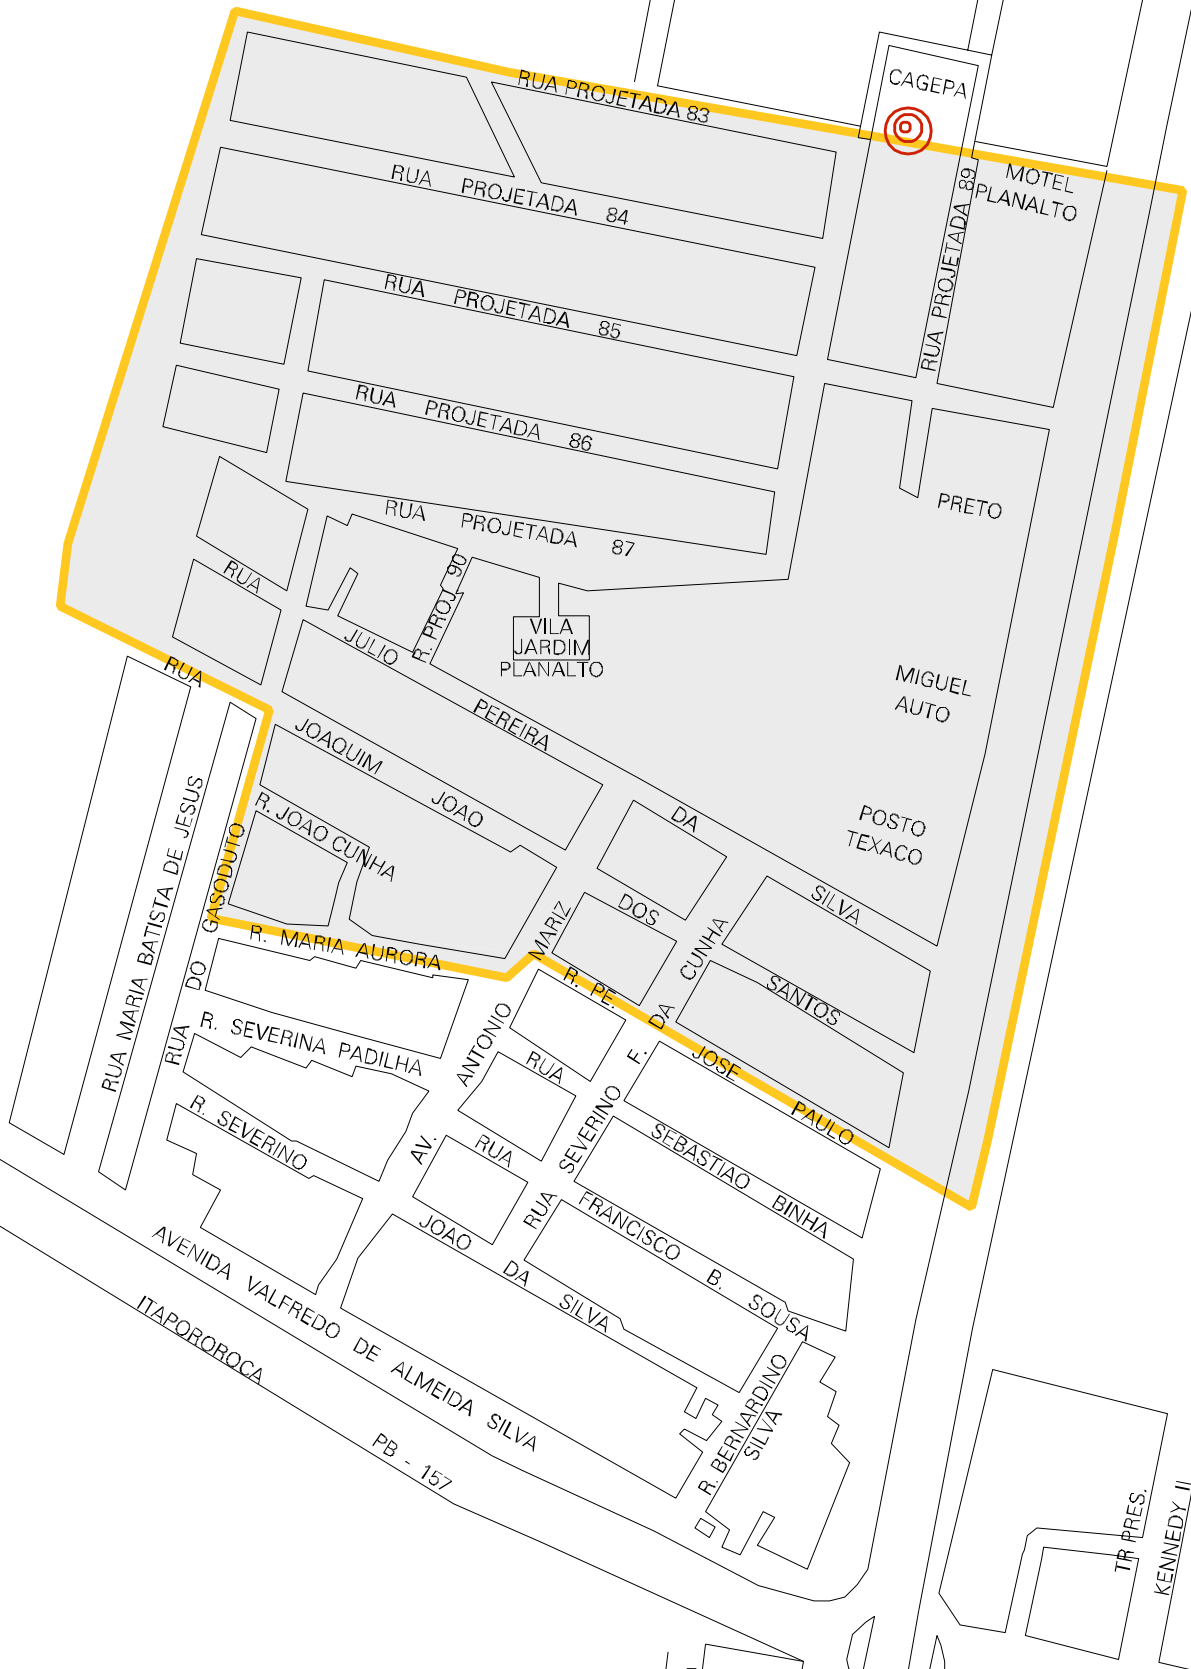 RUA PROJETADA 83
CAGEPA
RUA PROJETADA 84
MOTEL
PLANALTO
RUA PROJETADA 89
RUA PROJETADA 85
RUA PROJETADA 86
RUA PROJETADA 87
PRETO
R. PROJ 90
VILA
JARDIM
PLANALTO
RUA JULIO PEREIRA DA SILVA
MIGUEL
AUTO
RUA JOAQUIM JOAO DOS SANTOS
POSTO
TEXACO
R. JOAO CUNHA
RUA MARIA BATISTA DE JESUS
RUA DO GASODUTO
R. MARIA AURORA
AV. ANTONIO MARIZ
R. PE. JOSE PAULO
RUA SEVERINO F. DA CUNHA
R. SEVERINA PADILHA
RUA SEBASTIAO BINHA
R. SEVERINO
RUA FRANCISCO B. SOUSA
JOAO DA SILVA
R. BERNARDINO
SILVA
AVENIDA VALFREDO DE ALMEIDA SILVA
ITAPOROROCA
PB - 157
TR PRES.
KENNEDY II